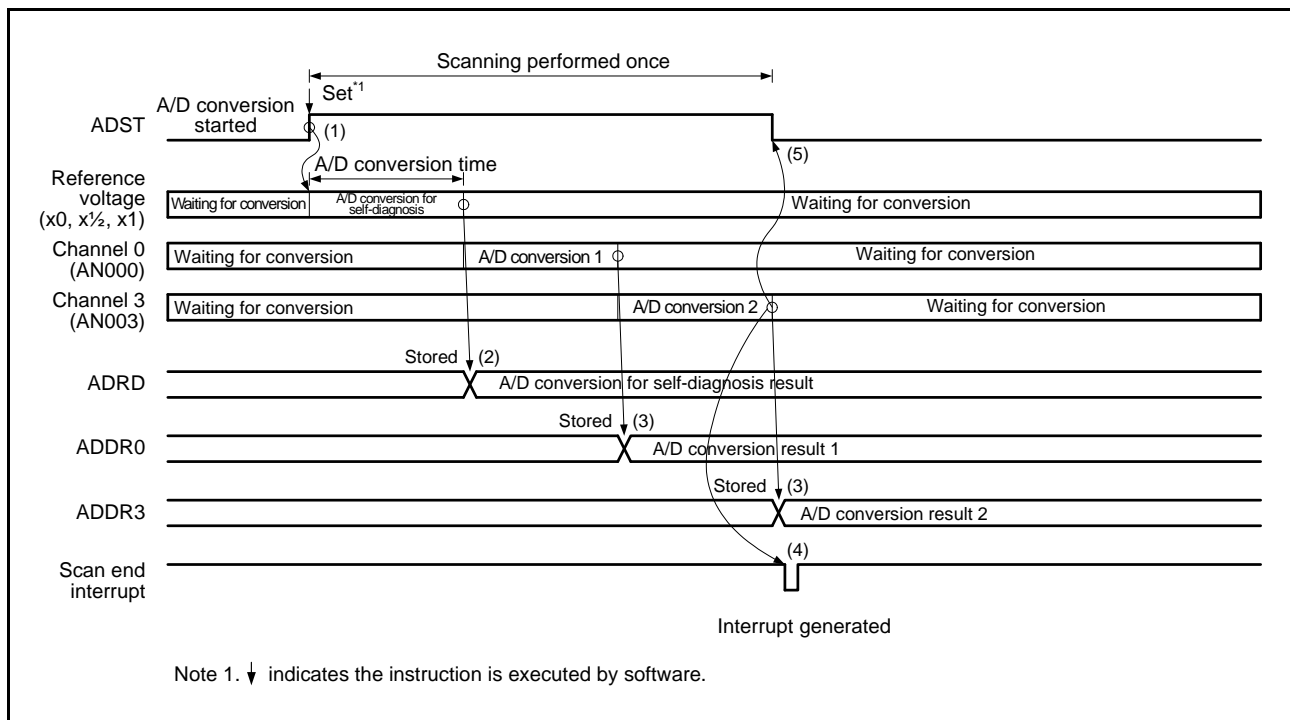 Scanning performed once
Set*1
A/D conversion
started
ADST
(1)
(5)
A/D conversion time
Reference
voltage
(x0, x½, x1)
Waiting for conversion
A/D conversion for
self-diagnosis
Waiting for conversion
Channel 0
(AN000)
Waiting for conversion
A/D conversion 1
Waiting for conversion
Channel 3
(AN003)
Waiting for conversion
A/D conversion 2
Waiting for conversion
Stored
(2)
ADRD
A/D conversion for self-diagnosis result
Stored
(3)
ADDR0
A/D conversion result 1
Stored
(3)
ADDR3
A/D conversion result 2
(4)
Scan end
interrupt
Interrupt generated
Note 1. ↓ indicates the instruction is executed by software.